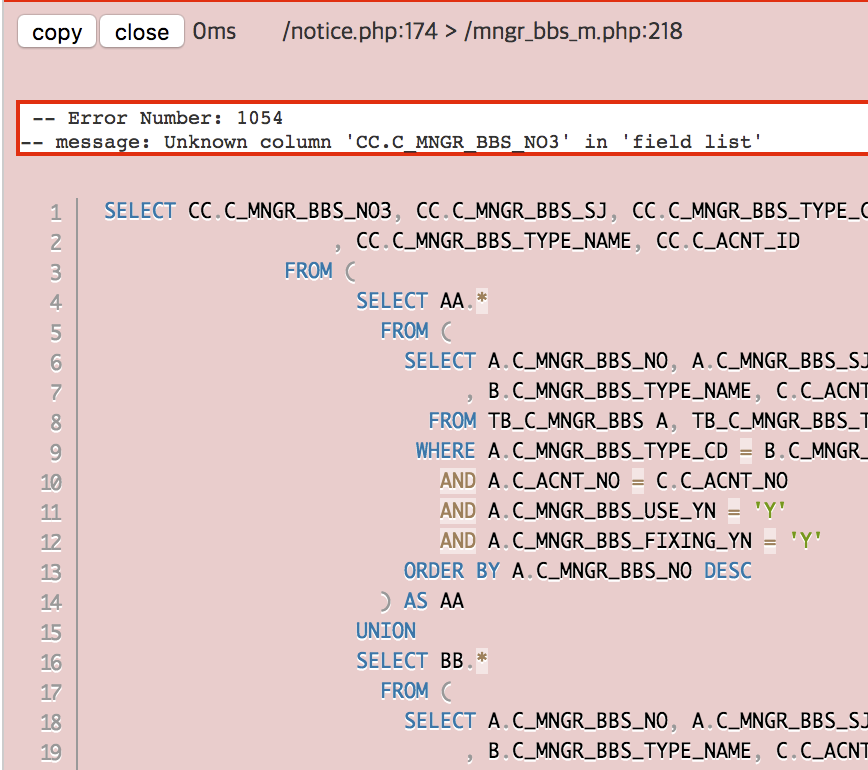 copy close 0ms /notice.php:174 > /mngr_bbs_m.php:218
-- Error Number: 1054
-- message: Unknown column 'CC.C_MNGR_BBS_NO3' in 'field list'
1 SELECT CC.C_MNGR_BBS_NO3, CC.C_MNGR_BBS_SJ, CC.C_MNGR_BBS_TYPE_C
2 , CC.C_MNGR_BBS_TYPE_NAME, CC.C_ACNT_ID
3 FROM (
4 SELECT AA.*
5 FROM (
6 SELECT A.C_MNGR_BBS_NO, A.C_MNGR_BBS_SJ
7 , B.C_MNGR_BBS_TYPE_NAME, C.C_ACNT
8 FROM TB_C_MNGR_BBS A, TB_C_MNGR_BBS_T
9 WHERE A.C_MNGR_BBS_TYPE_CD = B.C_MNGR_
10 AND A.C_ACNT_NO = C.C_ACNT_NO
11 AND A.C_MNGR_BBS_USE_YN = 'Y'
12 AND A.C_MNGR_BBS_FIXING_YN = 'Y'
13 ORDER BY A.C_MNGR_BBS_NO DESC
14 ) AS AA
15 UNION
16 SELECT BB.*
17 FROM (
18 SELECT A.C_MNGR_BBS_NO, A.C_MNGR_BBS_SJ
19 , B.C_MNGR_BBS_TYPE_NAME, C.C_ACNT